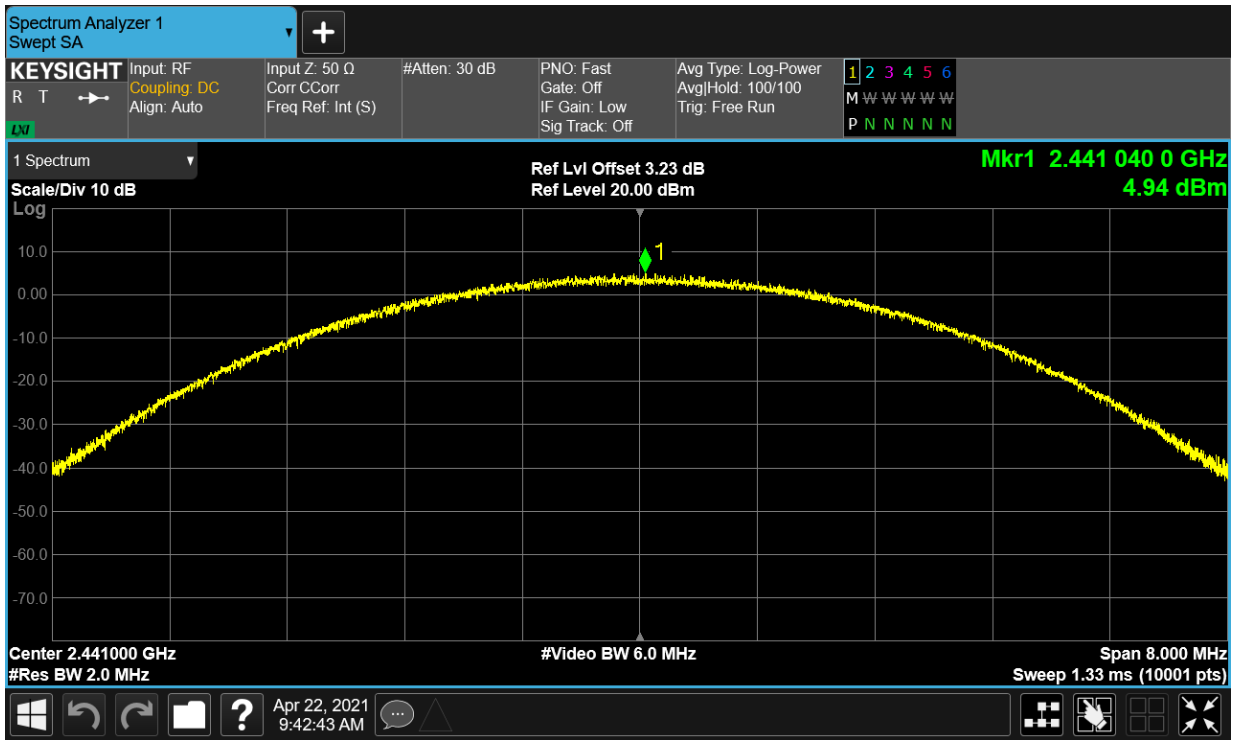 Spectrum Analyzer 1
Swept SA
KEYSIGHT
R T
LXI
Input: RF
Coupling: DC
Align: Auto
Input Z: 50 Ω
Corr CCorr
Freq Ref: Int (S)
#Atten: 30 dB
PNO: Fast
Gate: Off
IF Gain: Low
Sig Track: Off
Avg Type: Log-Power
Avg|Hold: 100/100
Trig: Free Run
1 2 3 4 5 6
M W W W W W
P N N N N N
1 Spectrum
Scale/Div 10 dB
Log
Ref Lvl Offset 3.23 dB
Ref Level 20.00 dBm
Mkr1 2.441 040 0 GHz
4.94 dBm
1
10.0
0.00
-10.0
-20.0
-30.0
-40.0
-50.0
-60.0
-70.0
Center 2.441000 GHz
#Res BW 2.0 MHz
#Video BW 6.0 MHz
Span 8.000 MHz
Sweep 1.33 ms (10001 pts)
?
Apr 22, 2021
9:42:43 AM